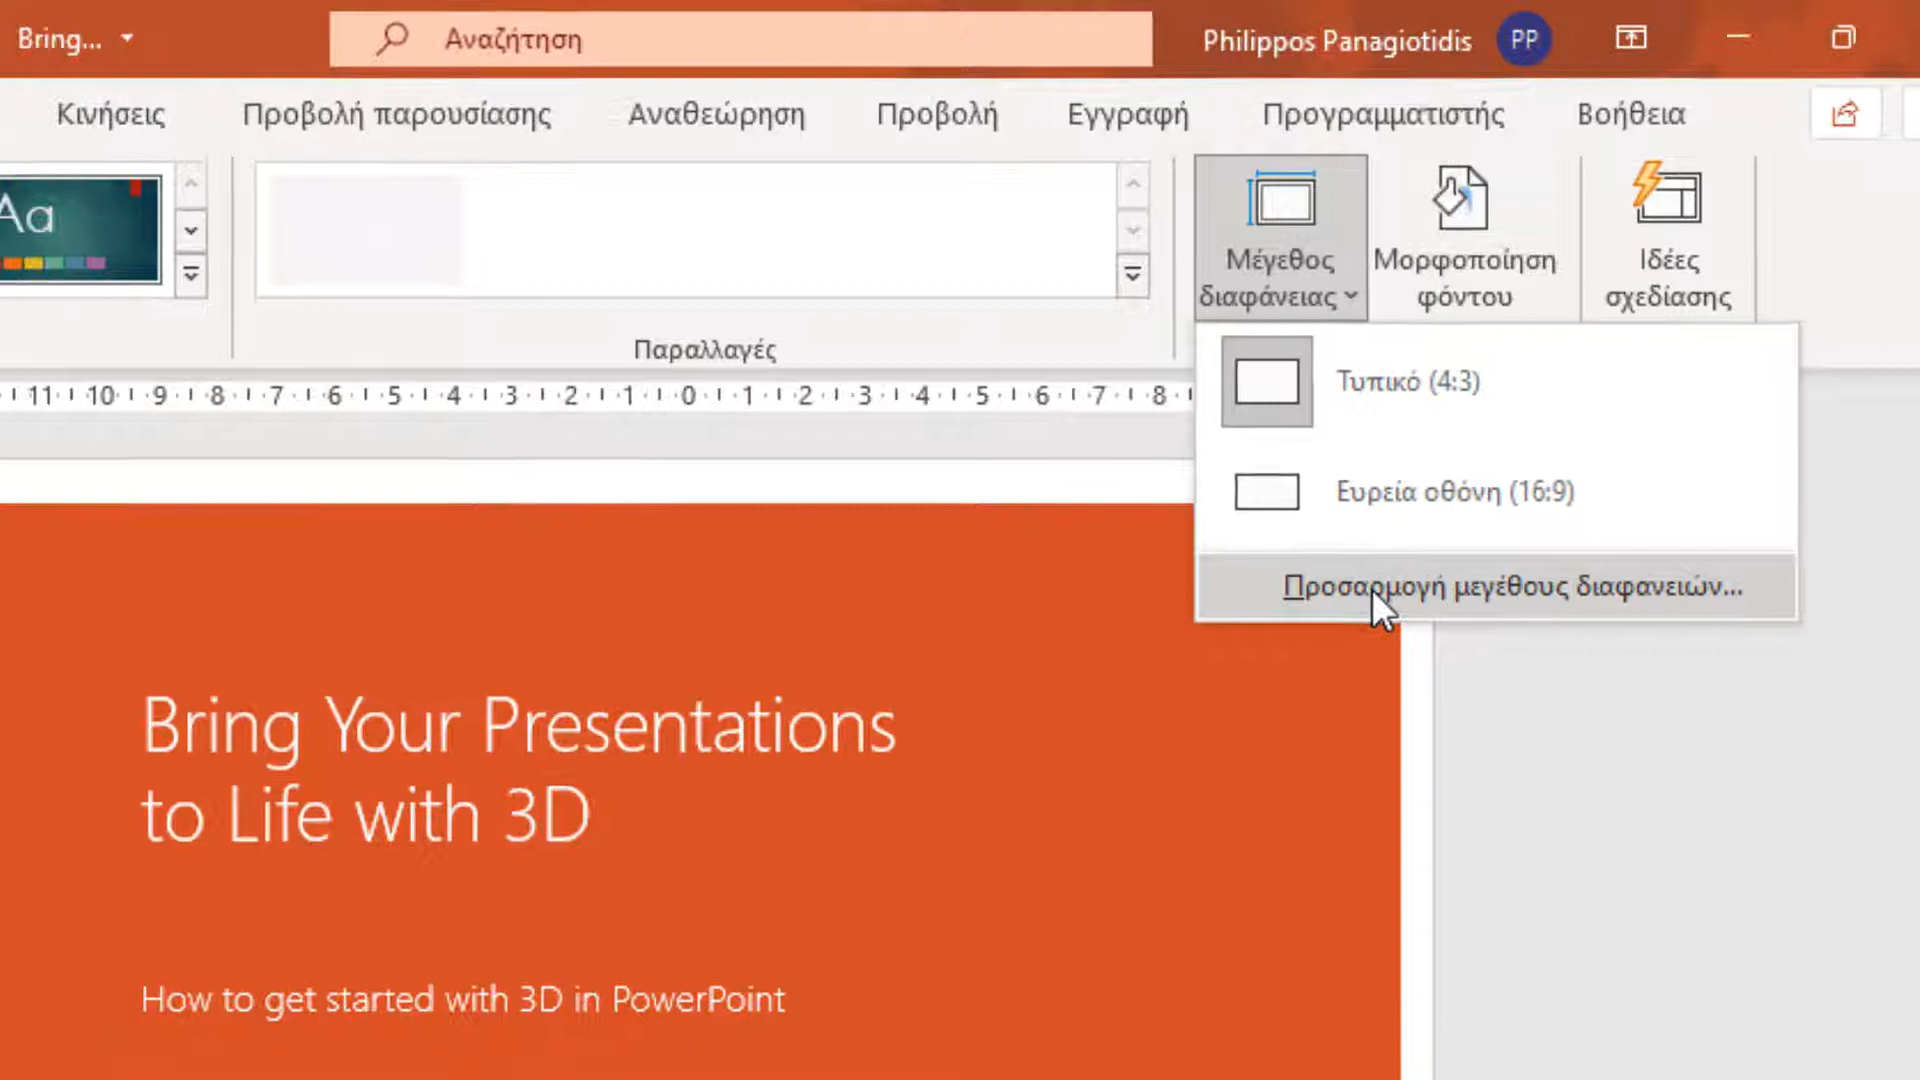 Bring...
Αναζήτηση
Philippos Panagiotidis
PP
Κινήσεις
Προβολή παρουσίασης
Αναθεώρηση
Προβολή
Εγγραφή
Προγραμματιστής
Βοήθεια
Aa
Μέγεθος
διαφάνειας
Μορφοποίηση
φόντου
Ιδέες
σχεδίασης
Παραλλαγές
11 10 9 8 7 6 5 4 3 2 1 0 1 2 3 4 5 6 7 8
Τυπικό (4:3)
Ευρεία οθόνη (16:9)
Προσαρμογή μεγέθους διαφανειών...
Bring Your Presentations
to Life with 3D
How to get started with 3D in PowerPoint